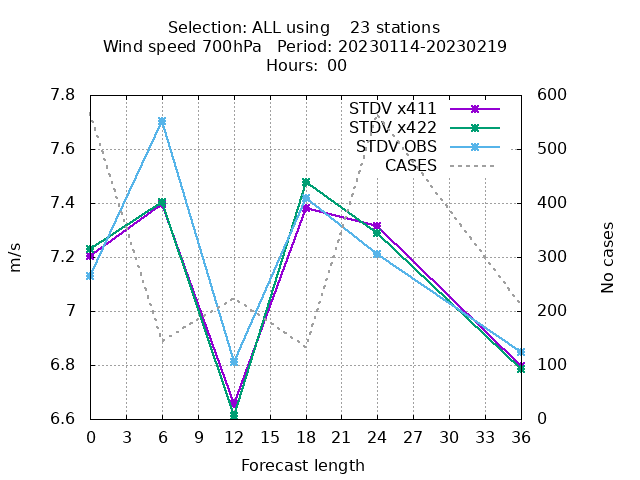 Selection: ALL using    23 stations
Wind speed 700hPa   Period: 20230114-20230219
Hours: 00
7.8
7.6
7.4
7.2
7
6.8
6.6
m/s
STDV x411
STDV x422
STDV OBS
CASES
600
500
400
300
200
100
0
No cases
0 3 6 9 12 15 18 21 24 27 30 33 36
Forecast length